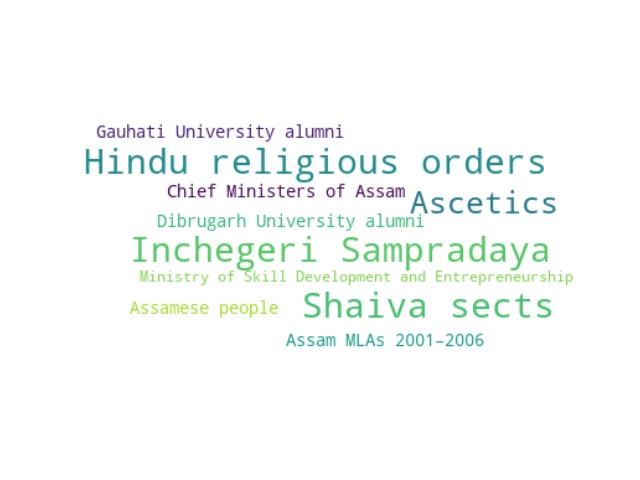 Gauhati University alumni
Hindu religious orders
Chief Ministers of Assam
Ascetics
Dibrugarh University alumni
Inchegeri Sampradaya
Ministry of Skill Development and Entrepreneurship
Assamese people
Shaiva sects
Assam MLAs 2001–2006